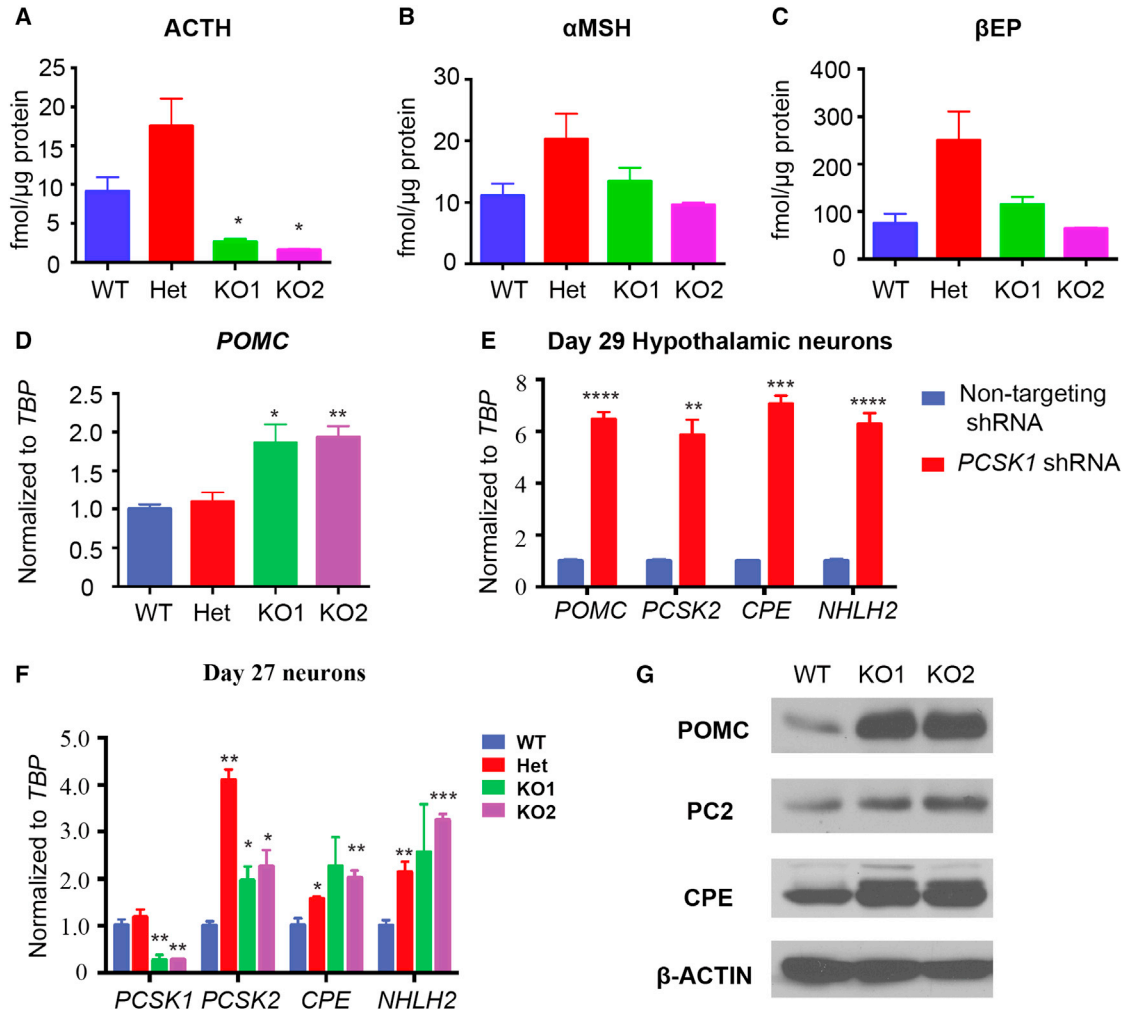 A
ACTH
fmol/µg protein
25
20
15
10
5
0
*
*
WT Het KO1 KO2
B
αMSH
fmol/µg protein
30
20
10
0
WT Het KO1 KO2
C
βEP
fmol/µg protein
400
300
200
100
0
WT Het KO1 KO2
D
POMC
Normalized to TBP
2.5
2.0
1.5
1.0
0.5
0
*
**
WT Het KO1 KO2
E
Day 29 Hypothalamic neurons
Normalized to TBP
8
6
4
2
0
****
**
***
****
POMC PCSK2 CPE NHLH2
Non-targeting
shRNA
PCSK1 shRNA
F
Day 27 neurons
Normalized to TBP
5.0
4.0
3.0
2.0
1.0
0
** **
** * *
* **
** ***
PCSK1 PCSK2 CPE NHLH2
WT
Het
KO1
KO2
G
WT KO1 KO2
POMC
PC2
CPE
β-ACTIN